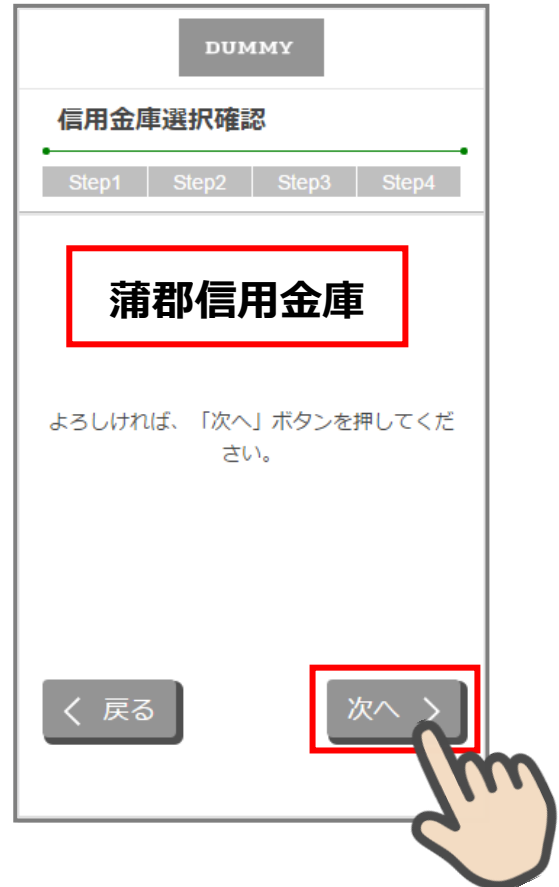 DUMMY
信用金庫選択確認
Step1 Step2 Step3 Step4
蒲郡信用金庫
よろしければ、「次へ」ボタンを押してくだ
さい。
戻る 次へ